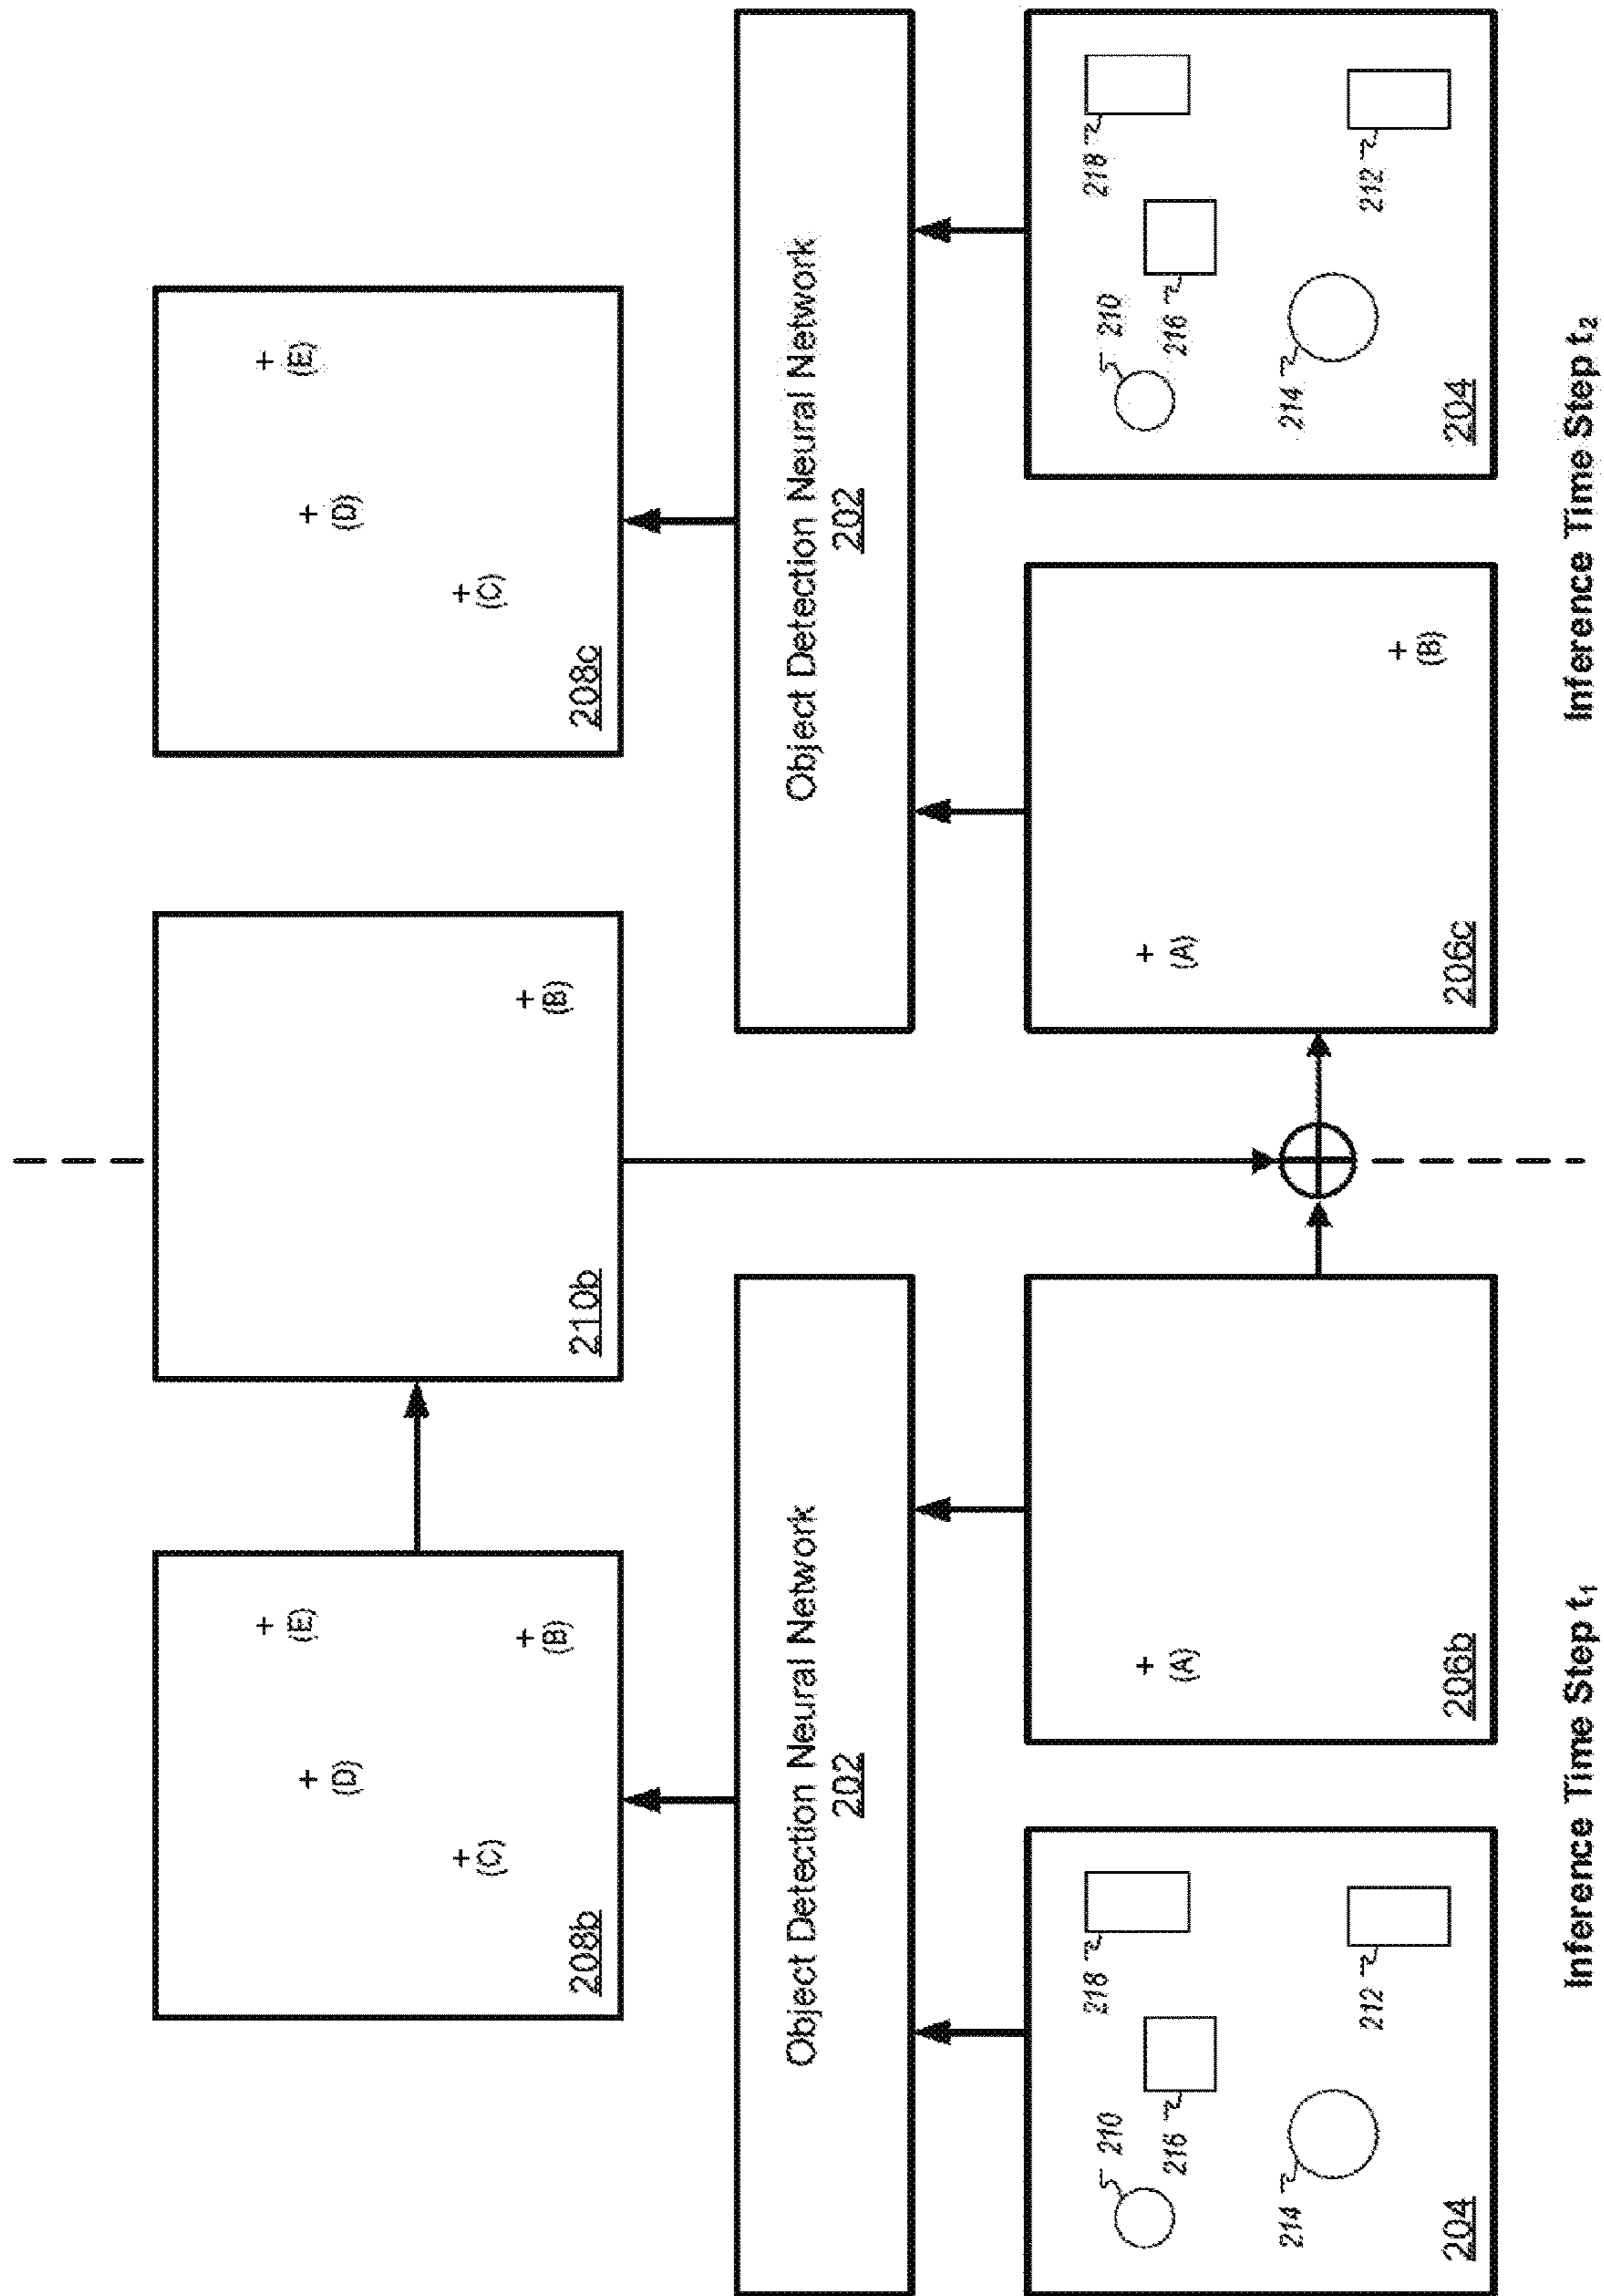 (E)
(D)
(C)
(B)
208b
(B)
210b
(E)
(D)
(C)
208c
Object Detection Neural Network
202
Object Detection Neural Network
202
218
210
216
214
212
204
(A)
206b
(A)
(B)
206c
218
210
216
214
212
204
Inference Time Step t₁
Inference Time Step t₂